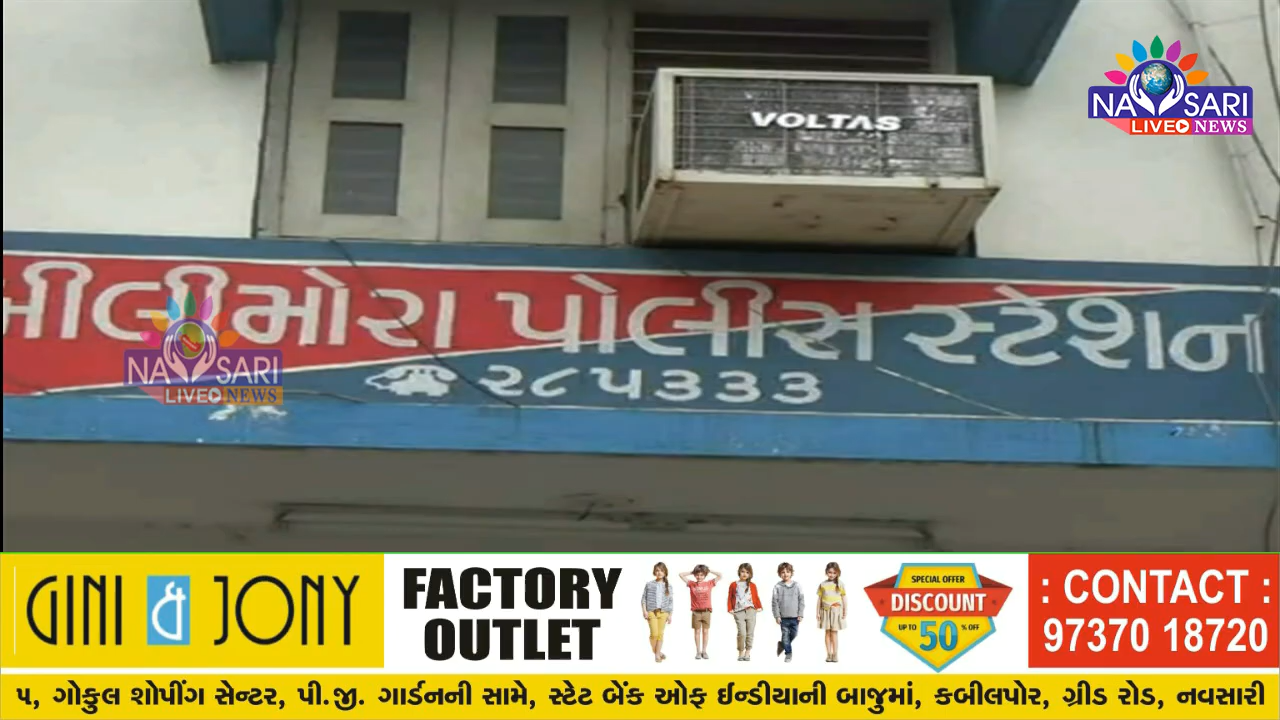 VOLTAS
NAVSARI
LIVE NEWS
બીલીમોરા પોલીસ સ્ટેશન
૨૮૫૩૩૩
NAVSARI
LIVE NEWS
GINI & JONY
FACTORY
OUTLET
SPECIAL OFFER
DISCOUNT
UP TO 50 % OFF
: CONTACT :
97370 18720
૫, ગોકુલ શોપીંગ સેન્ટર, પી.જી. ગાર્ડનની સામે, સ્ટેટ બેંક ઓફ ઈન્ડીયાની બાજુમાં, કબીલપોર, ગ્રીડ રોડ, નવસારી